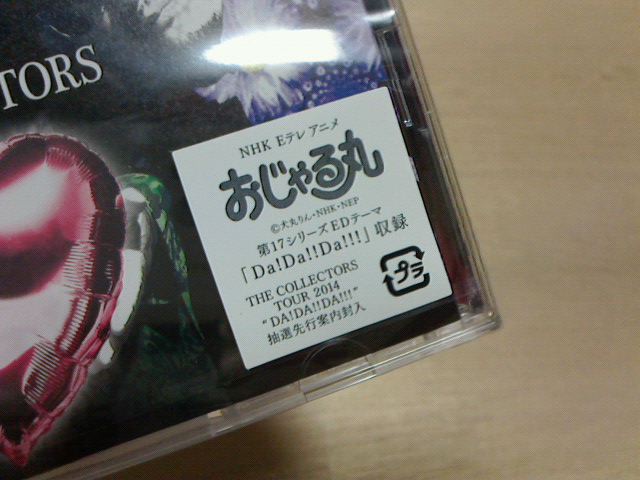 TORS
NHK Eテレ アニメ
おじゃる丸
©犬丸りん・NHK・NEP
第17シリーズ EDテーマ
「Da!Da!!Da!!!」収録
THE COLLECTORS
TOUR 2014
"DA!DA!!DA!!!"
抽選先行案内封入
プラ